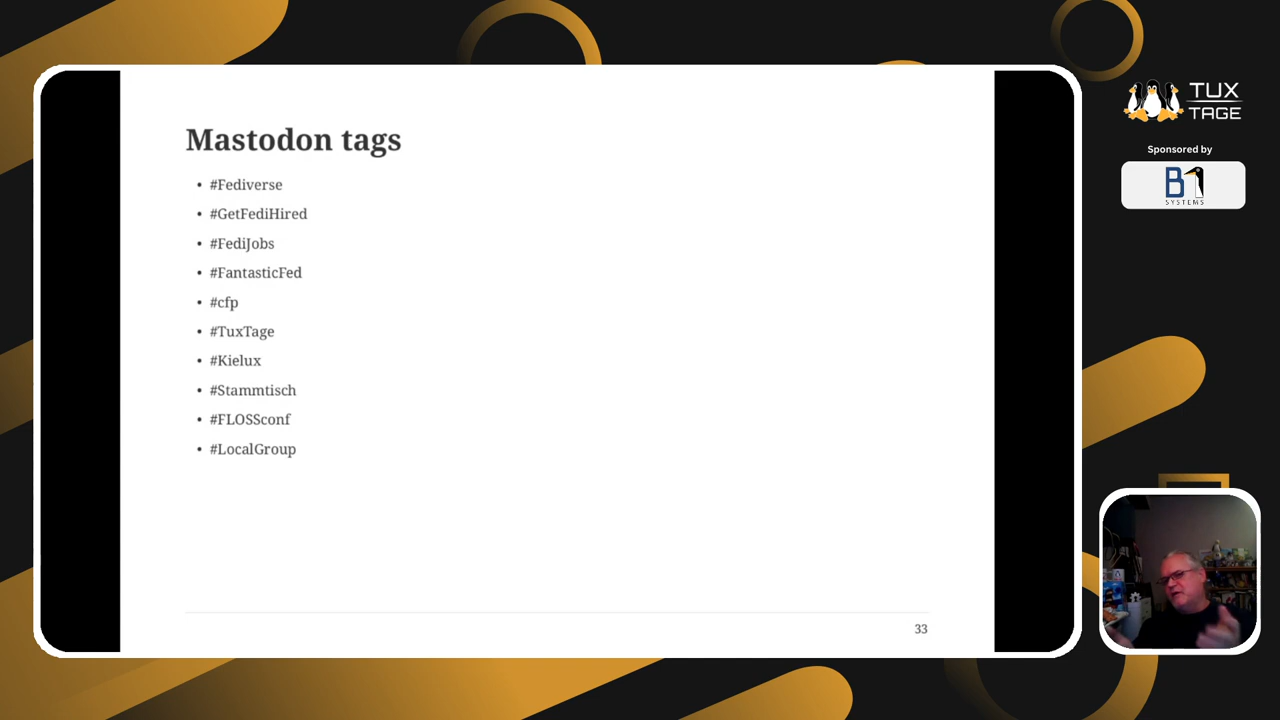 Mastodon tags
• #Fediverse
• #GetFediHired
• #FediJobs
• #FantasticFed
• #cfp
• #TuxTage
• #Kielux
• #Stammtisch
• #FLOSSconf
• #LocalGroup
33
TUX
TAGE
Sponsored by
B1
SYSTEMS